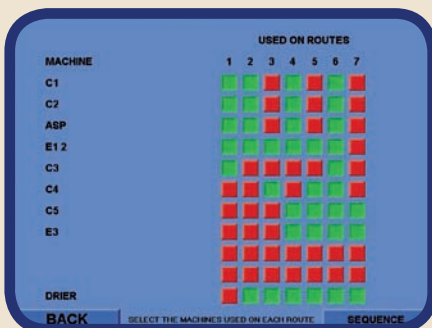 USED ON ROUTES
MACHINE 1 2 3 4 5 6 7
C1
C2
ASP
E1 2
C3
C4
C5
E3
DRIER
BACK SELECT THE MACHINES USED ON EACH ROUTE SEQUENCE